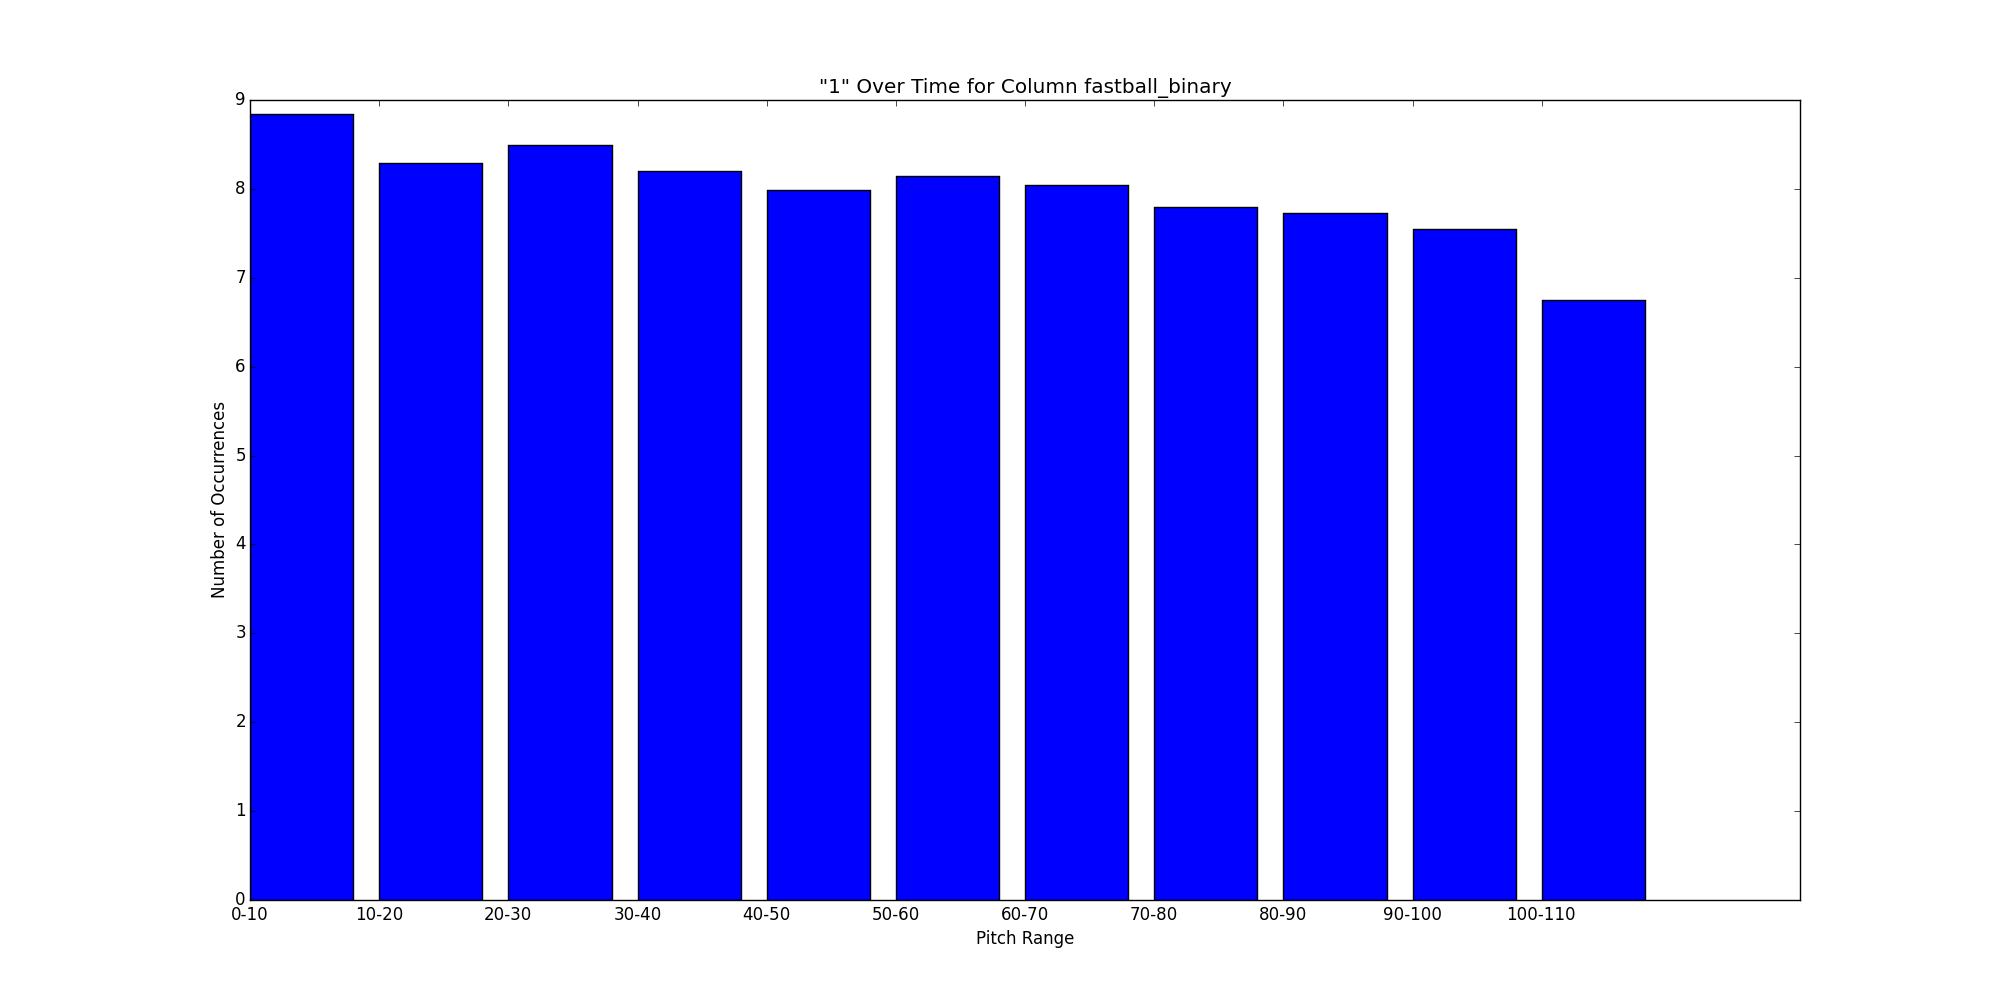 "1" Over Time for Column fastball_binary
9
8
7
6
5
4
3
2
1
0
Number of Occurrences
0-10 10-20 20-30 30-40 40-50 50-60 60-70 70-80 80-90 90-100 100-110
Pitch Range